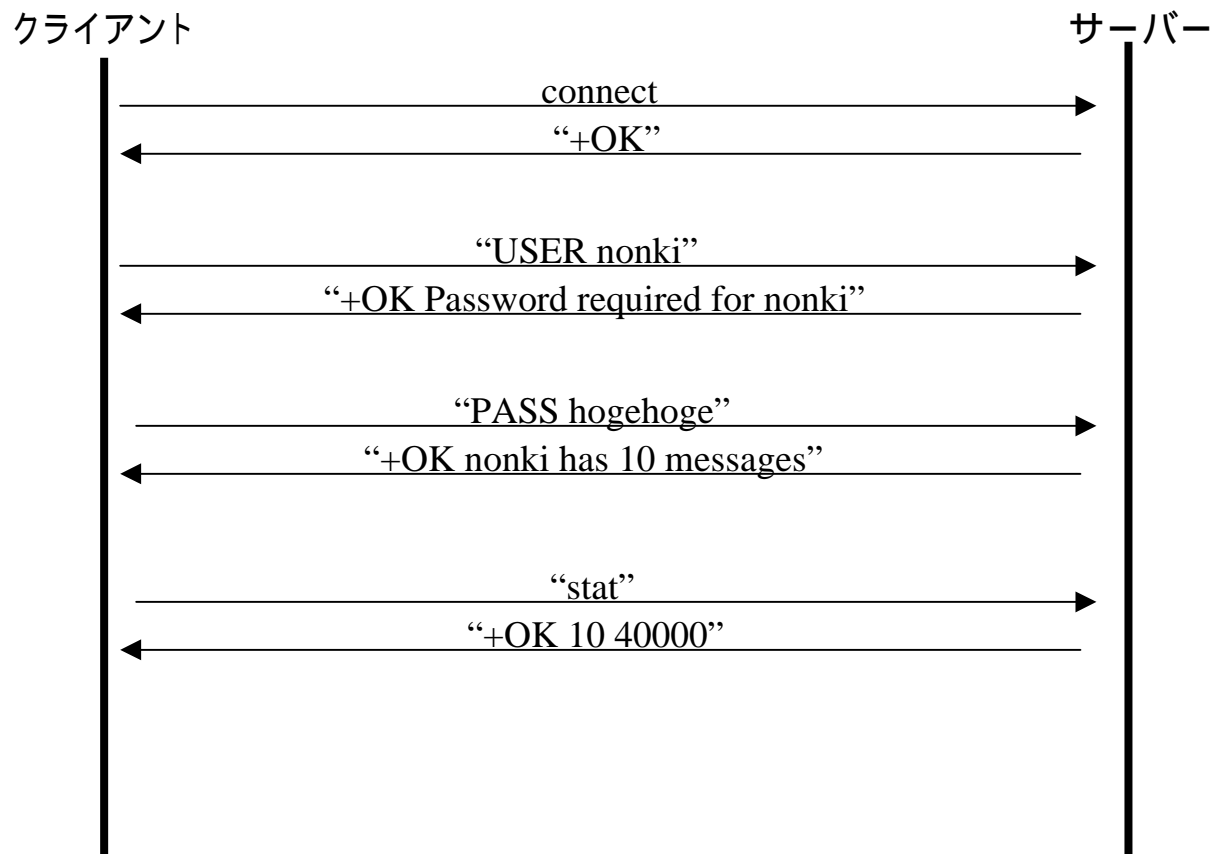 クライアント
サーバー
connect
“+OK”
“USER nonki”
“+OK Password required for nonki”
“PASS hogehoge”
“+OK nonki has 10 messages”
“stat”
“+OK 10 40000”